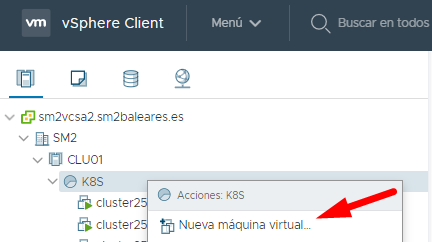 vm vSphere Client Menú Buscar en todos
sm2vcsa2.sm2baleares.es
SM2
CLU01
K8S
Acciones: K8S
cluster25
Nueva máquina virtual...
cluster25